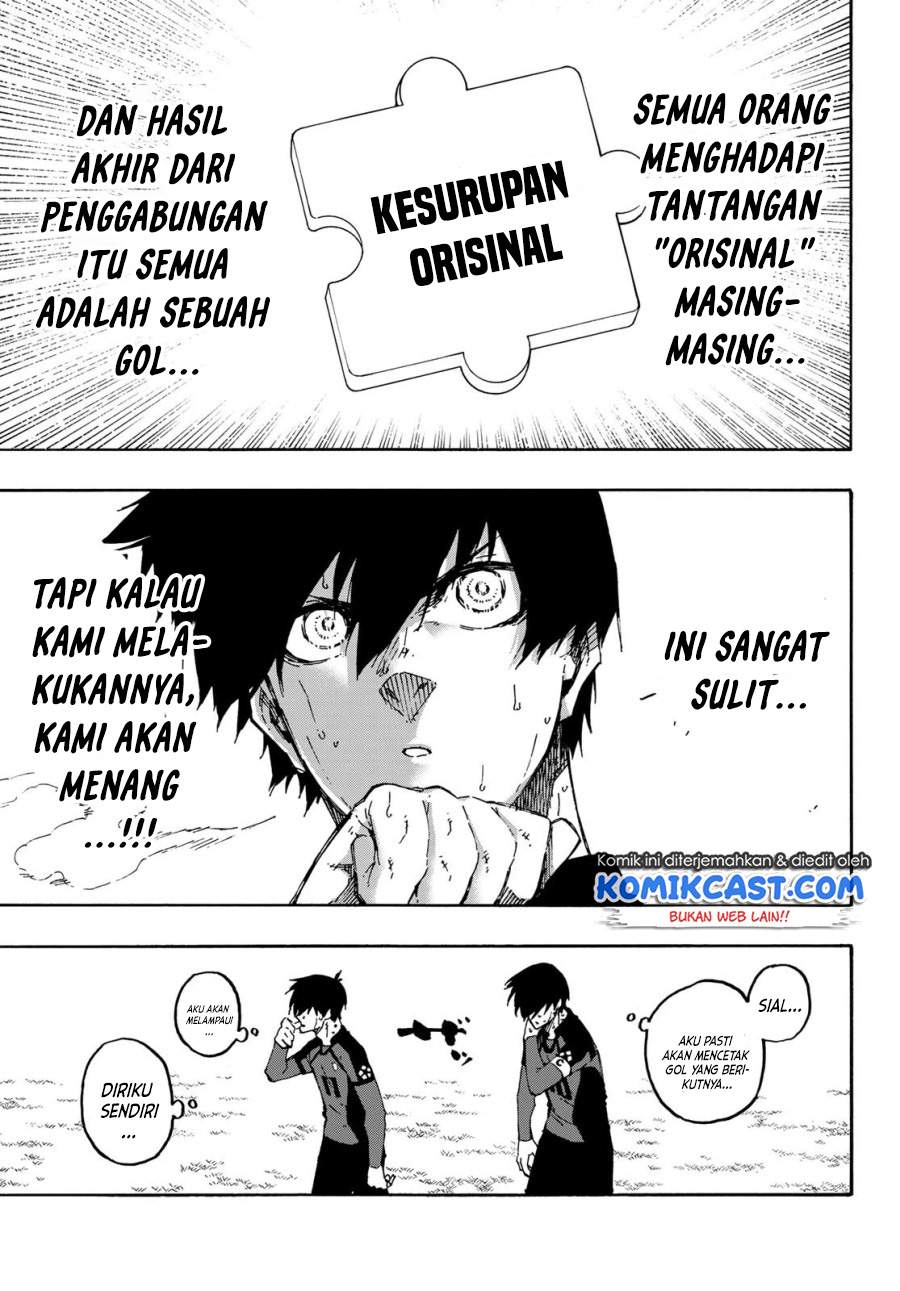 SEMUA ORANG
MENGHADAPI
TANTANGAN
"ORISINAL"
MASING-
MASING...
KESURUPAN
ORISINAL
DAN HASIL
AKHIR DARI
PENGGABUNGAN
ITU SEMUA
ADALAH SEBUAH
GOL...
INI SANGAT
SULIT...
TAPI KALAU
KAMI MELA-
KUKANNYA,
KAMI AKAN
MENANG
...!!!
Komik ini diterjemahkan & diedit oleh
KOMIKCAST.COM
BUKAN WEB LAIN!!
SIAL...
AKU PASTI
AKAN MENCETAK
GOL YANG BERI-
KUTNYA...
AKU AKAN
MELAMPAUI
...
DIRIKU
SENDIRI
...